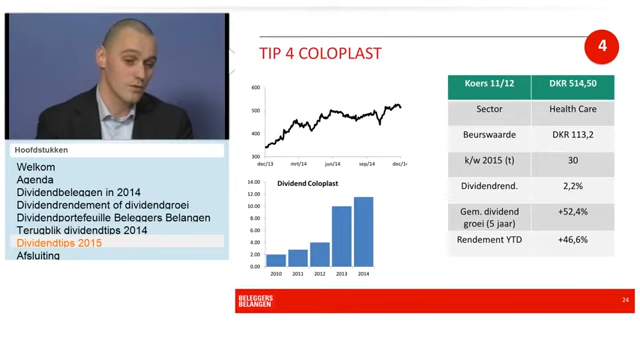 TIP 4 COLOPLAST
4
Hoofdstukken
Welkom
Agenda
Dividendbeleggen in 2014
Dividendrendement of dividendgroei
Dividendportefeuille Beleggers Belangen
Terugblik dividendtips 2014
Dividendtips 2015
Afsluiting
600
500
400
300
dec/13 mrt/14 jun/14 sep/14 dec/14
Dividend Coloplast
14.00
12.00
10.00
8.00
6.00
4.00
2.00
0.00
2010 2011 2012 2013 2014
Koers 11/12 DKR 514,50
Sector Health Care
Beurswaarde DKR 113,2
k/w 2015 (t) 30
Dividendrend. 2,2%
Gem. dividend
groei (5 jaar) +52,4%
Rendement YTD +46,6%
BELEGGERS
BELANGEN
24